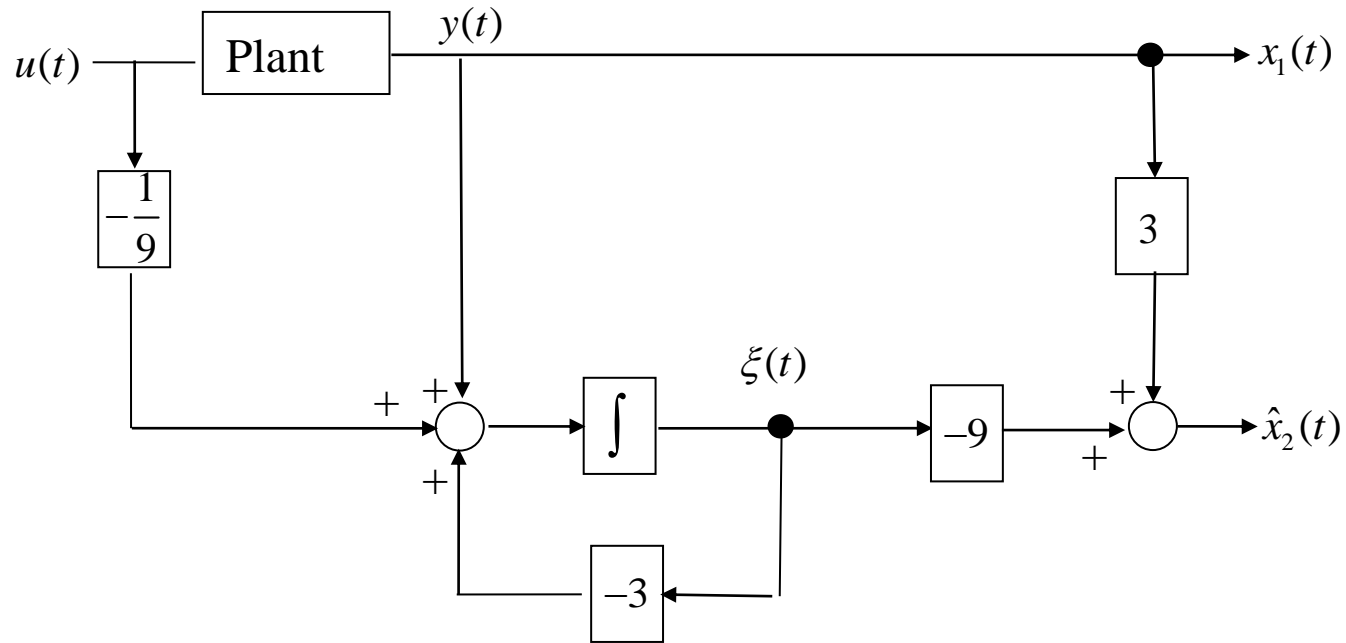 y(t)
u(t) Plant x₁(t)
−1/9
3
ξ(t)
+ + +
∫ −9 x̂₂(t)
+ +
−3